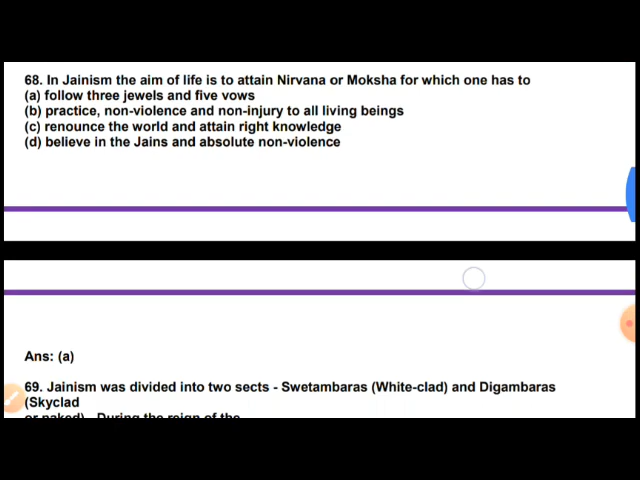 68. In Jainism the aim of life is to attain Nirvana or Moksha for which one has to
(a) follow three jewels and five vows
(b) practice, non-violence and non-injury to all living beings
(c) renounce the world and attain right knowledge
(d) believe in the Jains and absolute non-violence
Ans: (a)
69. Jainism was divided into two sects - Swetambaras (White-clad) and Digambaras
(Skyclad
or naked) - During the reign of the